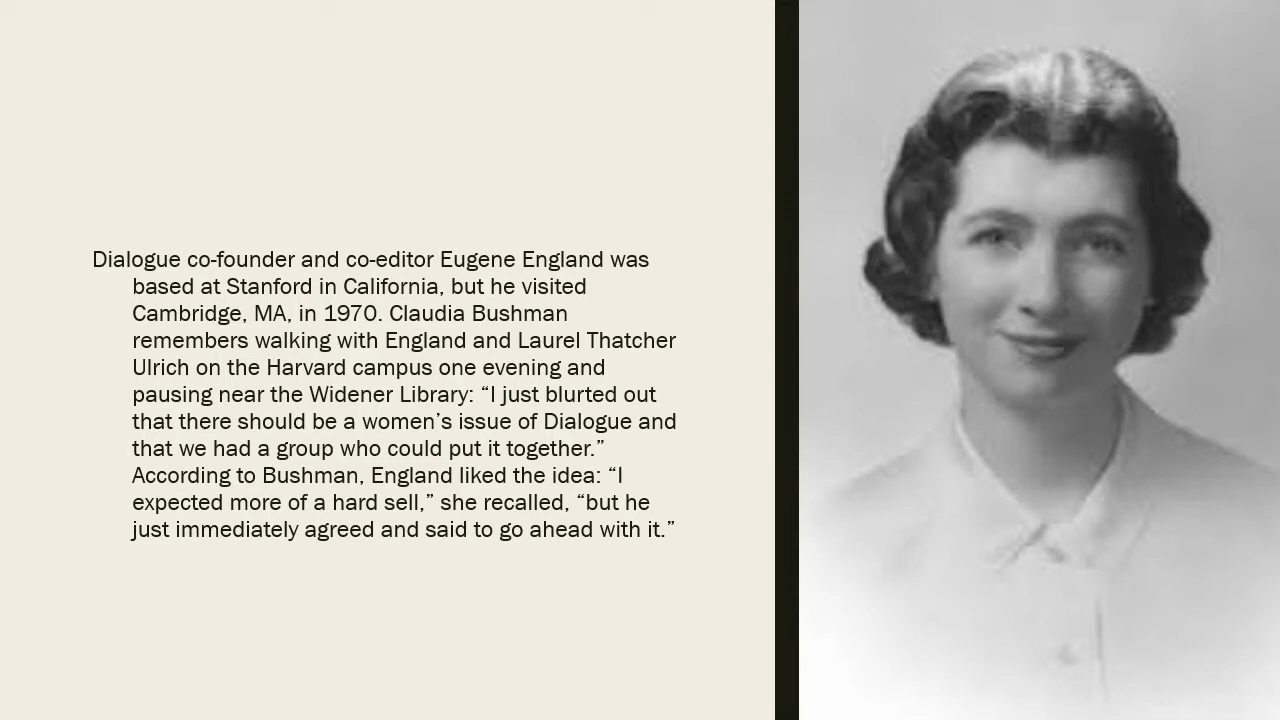 Dialogue co-founder and co-editor Eugene England was
based at Stanford in California, but he visited
Cambridge, MA, in 1970. Claudia Bushman
remembers walking with England and Laurel Thatcher
Ulrich on the Harvard campus one evening and
pausing near the Widener Library: “I just blurted out
that there should be a women’s issue of Dialogue and
that we had a group who could put it together.”
According to Bushman, England liked the idea: “I
expected more of a hard sell,” she recalled, “but he
just immediately agreed and said to go ahead with it.”